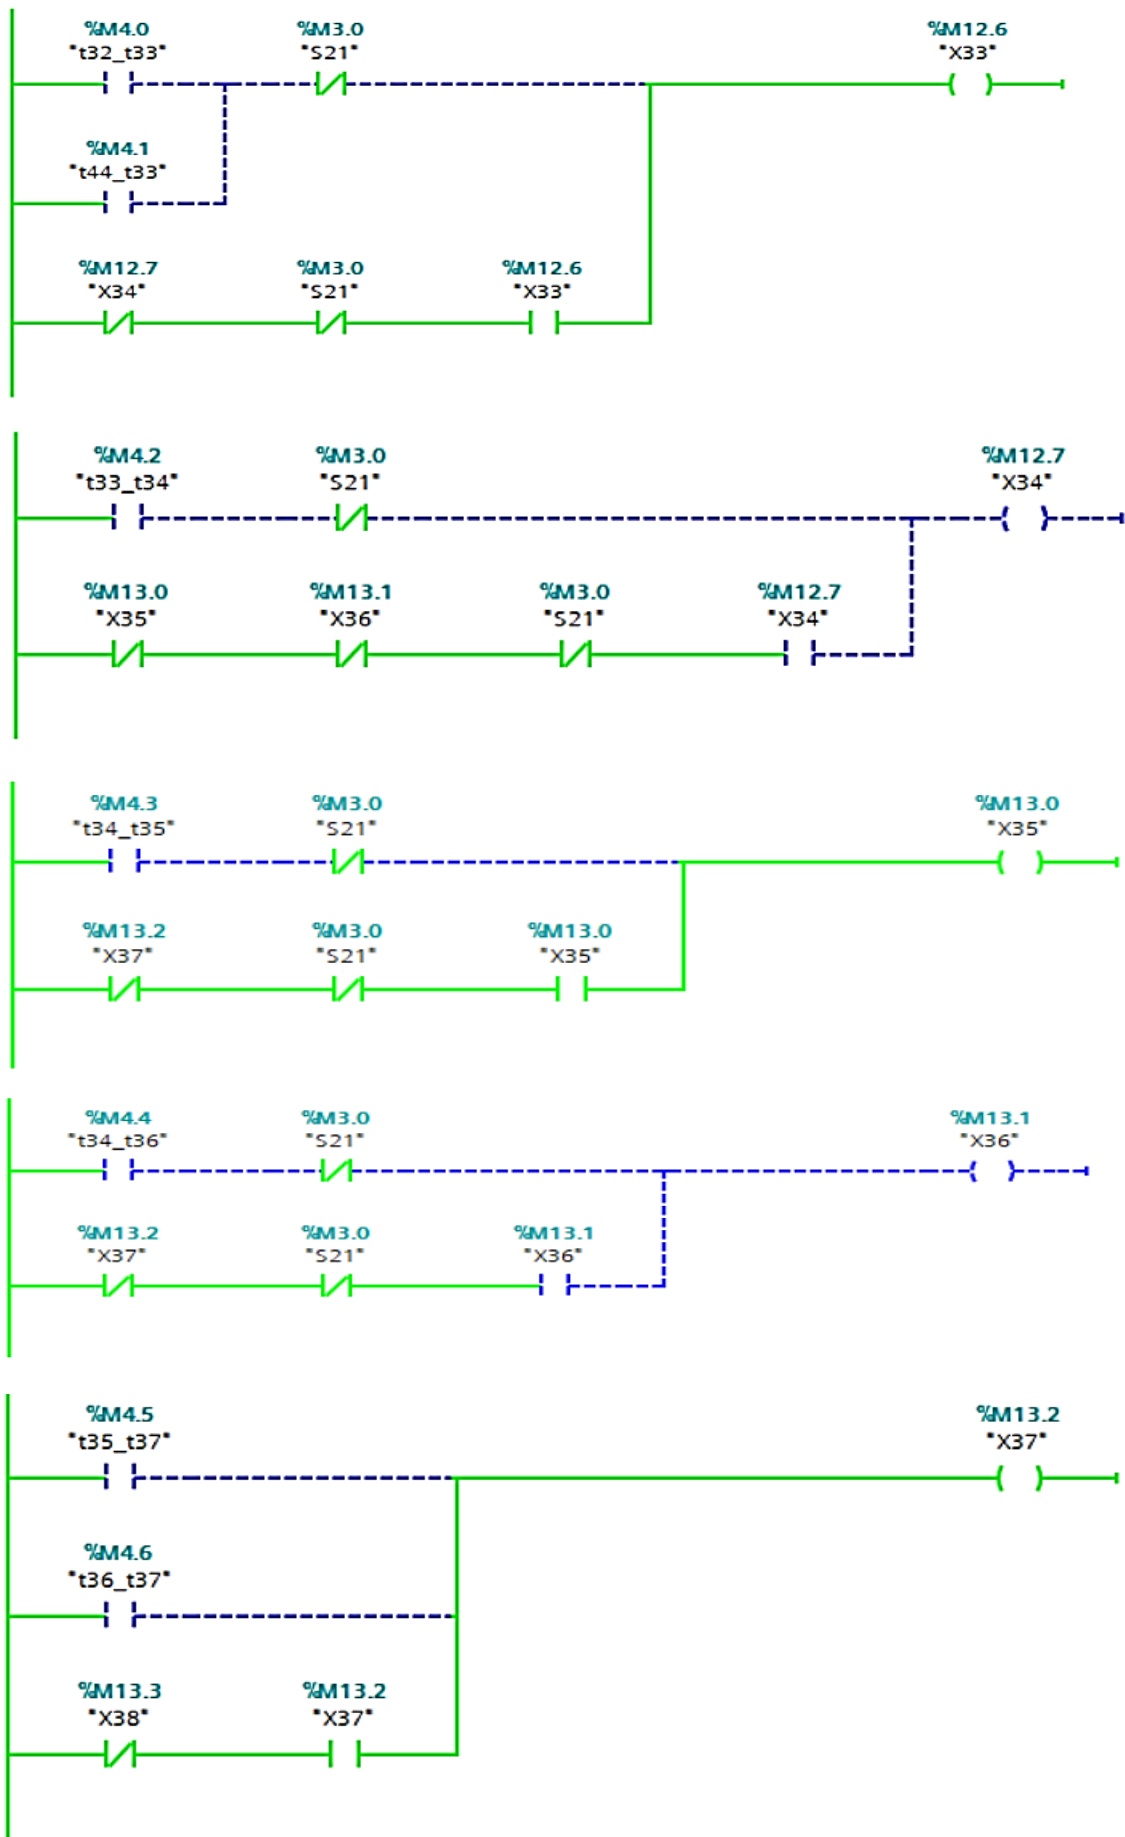 %M4.0 %M3.0 %M12.6
"t32_t33" "S21" "X33"
%M4.1
"t44_t33"
%M12.7 %M3.0 %M12.6
"X34" "S21" "X33"
%M4.2 %M3.0 %M12.7
"t33_t34" "S21" "X34"
%M13.0 %M13.1 %M3.0 %M12.7
"X35" "X36" "S21" "X34"
%M4.3 %M3.0 %M13.0
"t34_t35" "S21" "X35"
%M13.2 %M3.0 %M13.0
"X37" "S21" "X35"
%M4.4 %M3.0 %M13.1
"t34_t36" "S21" "X36"
%M13.2 %M3.0 %M13.1
"X37" "S21" "X36"
%M4.5 %M13.2
"t35_t37" "X37"
%M4.6
"t36_t37"
%M13.3 %M13.2
"X38" "X37"